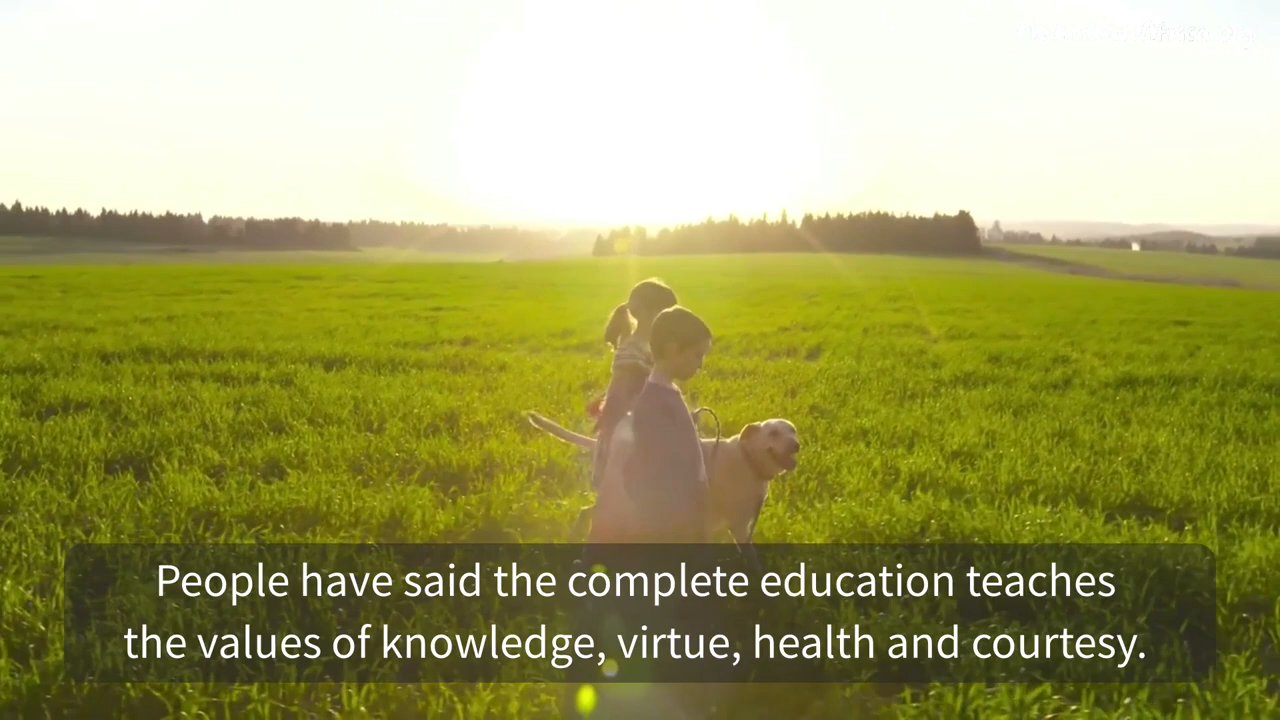 People have said the complete education teaches
the values of knowledge, virtue, health and courtesy.